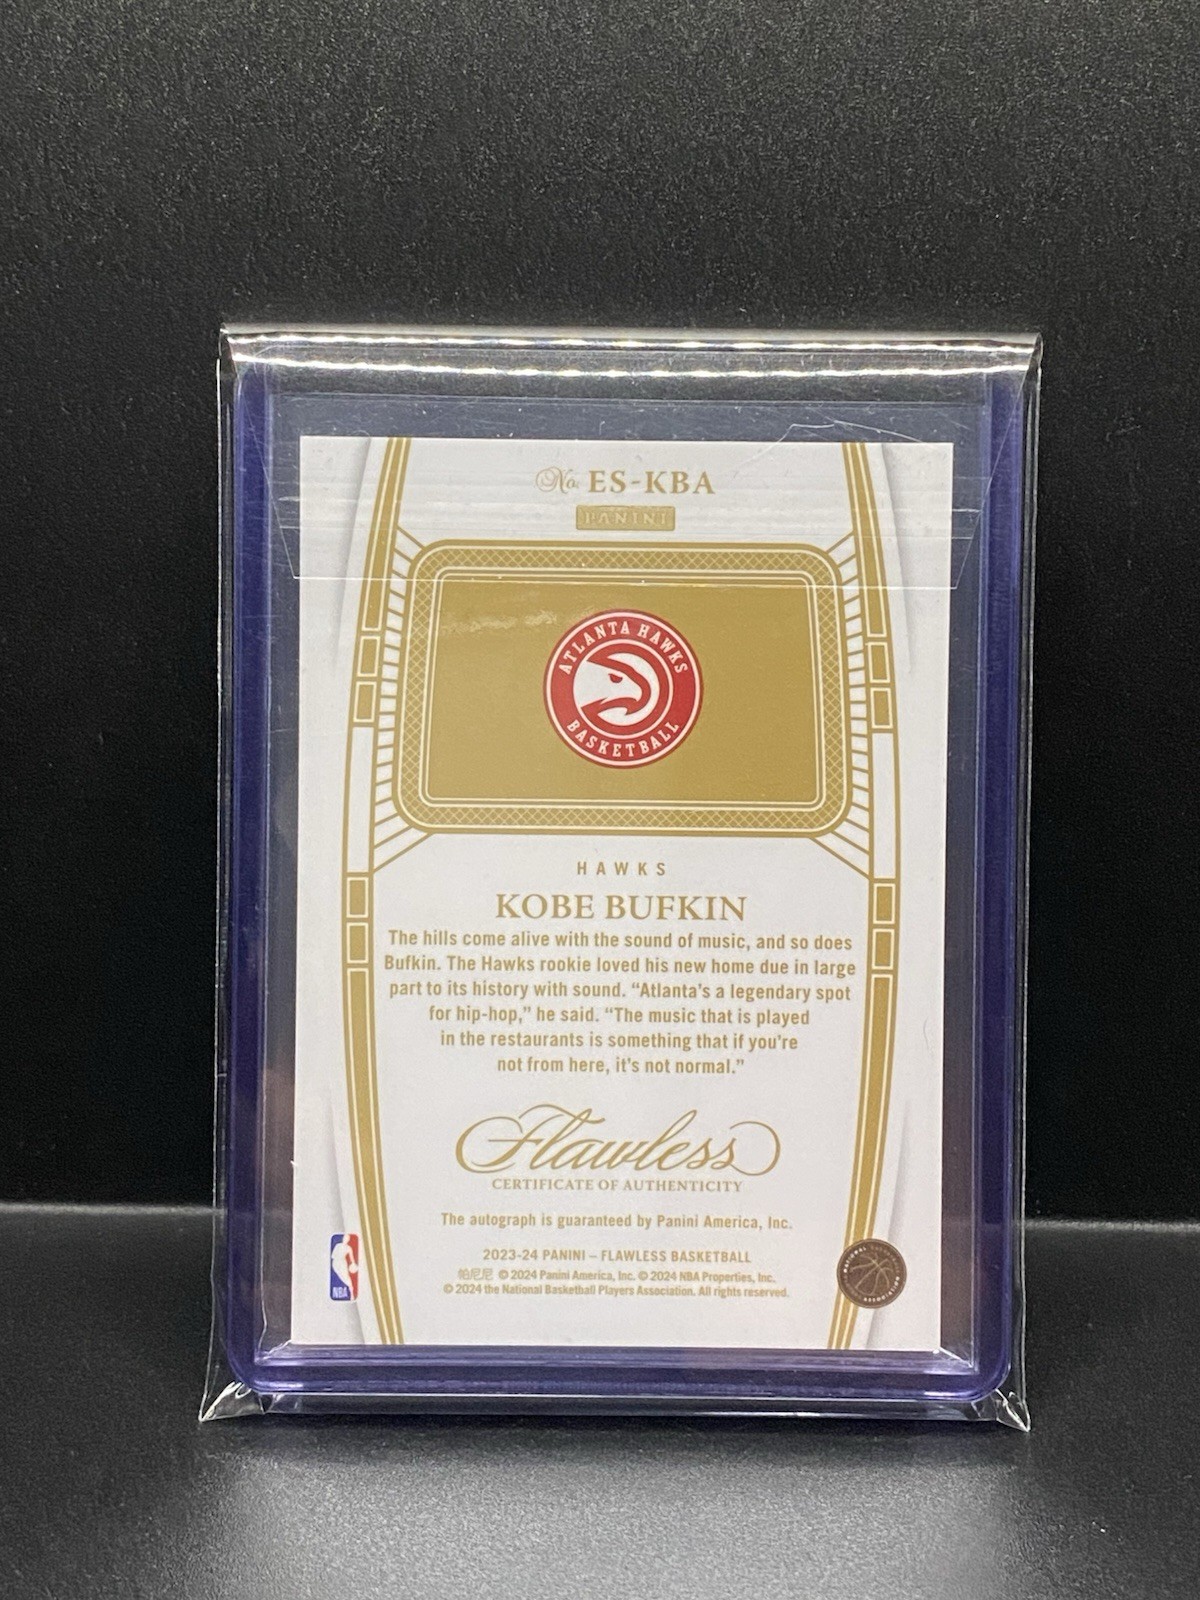 No. ES-KBA
PANINI
ATLANTA HAWKS
BASKETBALL
HAWKS
KOBE BUFKIN
The hills come alive with the sound of music, and so does
Bufkin. The Hawks rookie loved his new home due in large
part to its history with sound. “Atlanta’s a legendary spot
for hip-hop,” he said. “The music that is played
in the restaurants is something that if you’re
not from here, it’s not normal.”
Flawless
CERTIFICATE OF AUTHENTICITY
The autograph is guaranteed by Panini America, Inc.
2023-24 PANINI – FLAWLESS BASKETBALL
帕尼尼 © 2024 Panini America, Inc. © 2024 NBA Properties, Inc.
© 2024 the National Basketball Players Association. All rights reserved.
NBA